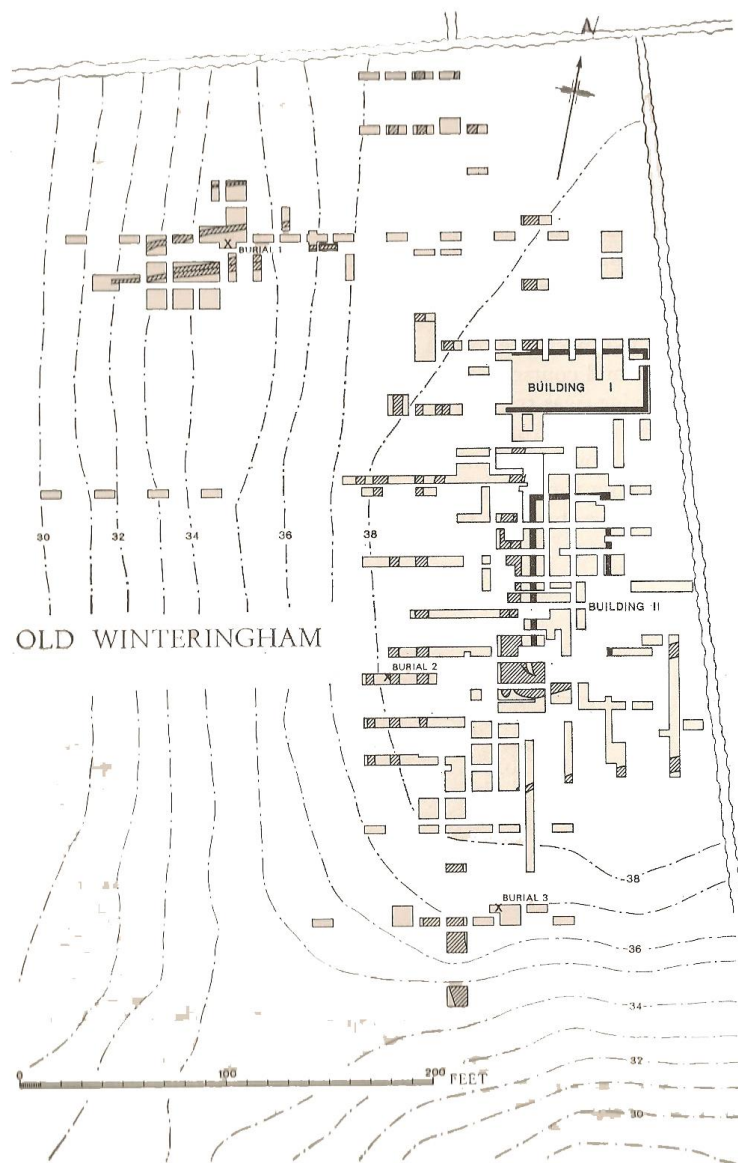 N
BURIAL 1
BUILDING I
30
32
34
36
38
BUILDING II
OLD WINTERINGHAM
BURIAL 2
38
BURIAL 3
36
34
0
100
200
FEET
32
30